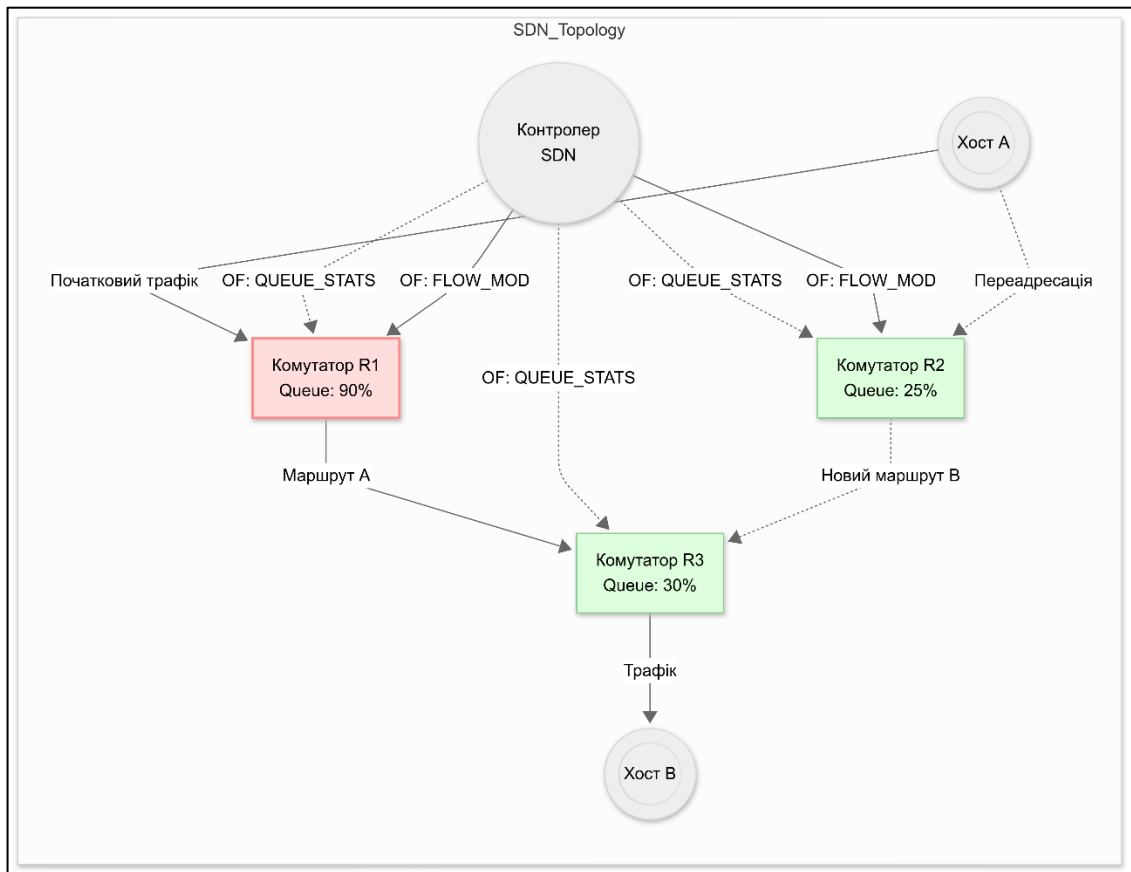 SDN_Topology
Контролер
SDN
Хост A
Початковий трафік
OF: QUEUE_STATS
OF: FLOW_MOD
OF: QUEUE_STATS
OF: FLOW_MOD
Переадресація
Комутатор R1
Queue: 90%
OF: QUEUE_STATS
Комутатор R2
Queue: 25%
Маршрут A
Новий маршрут B
Комутатор R3
Queue: 30%
Трафік
Хост B